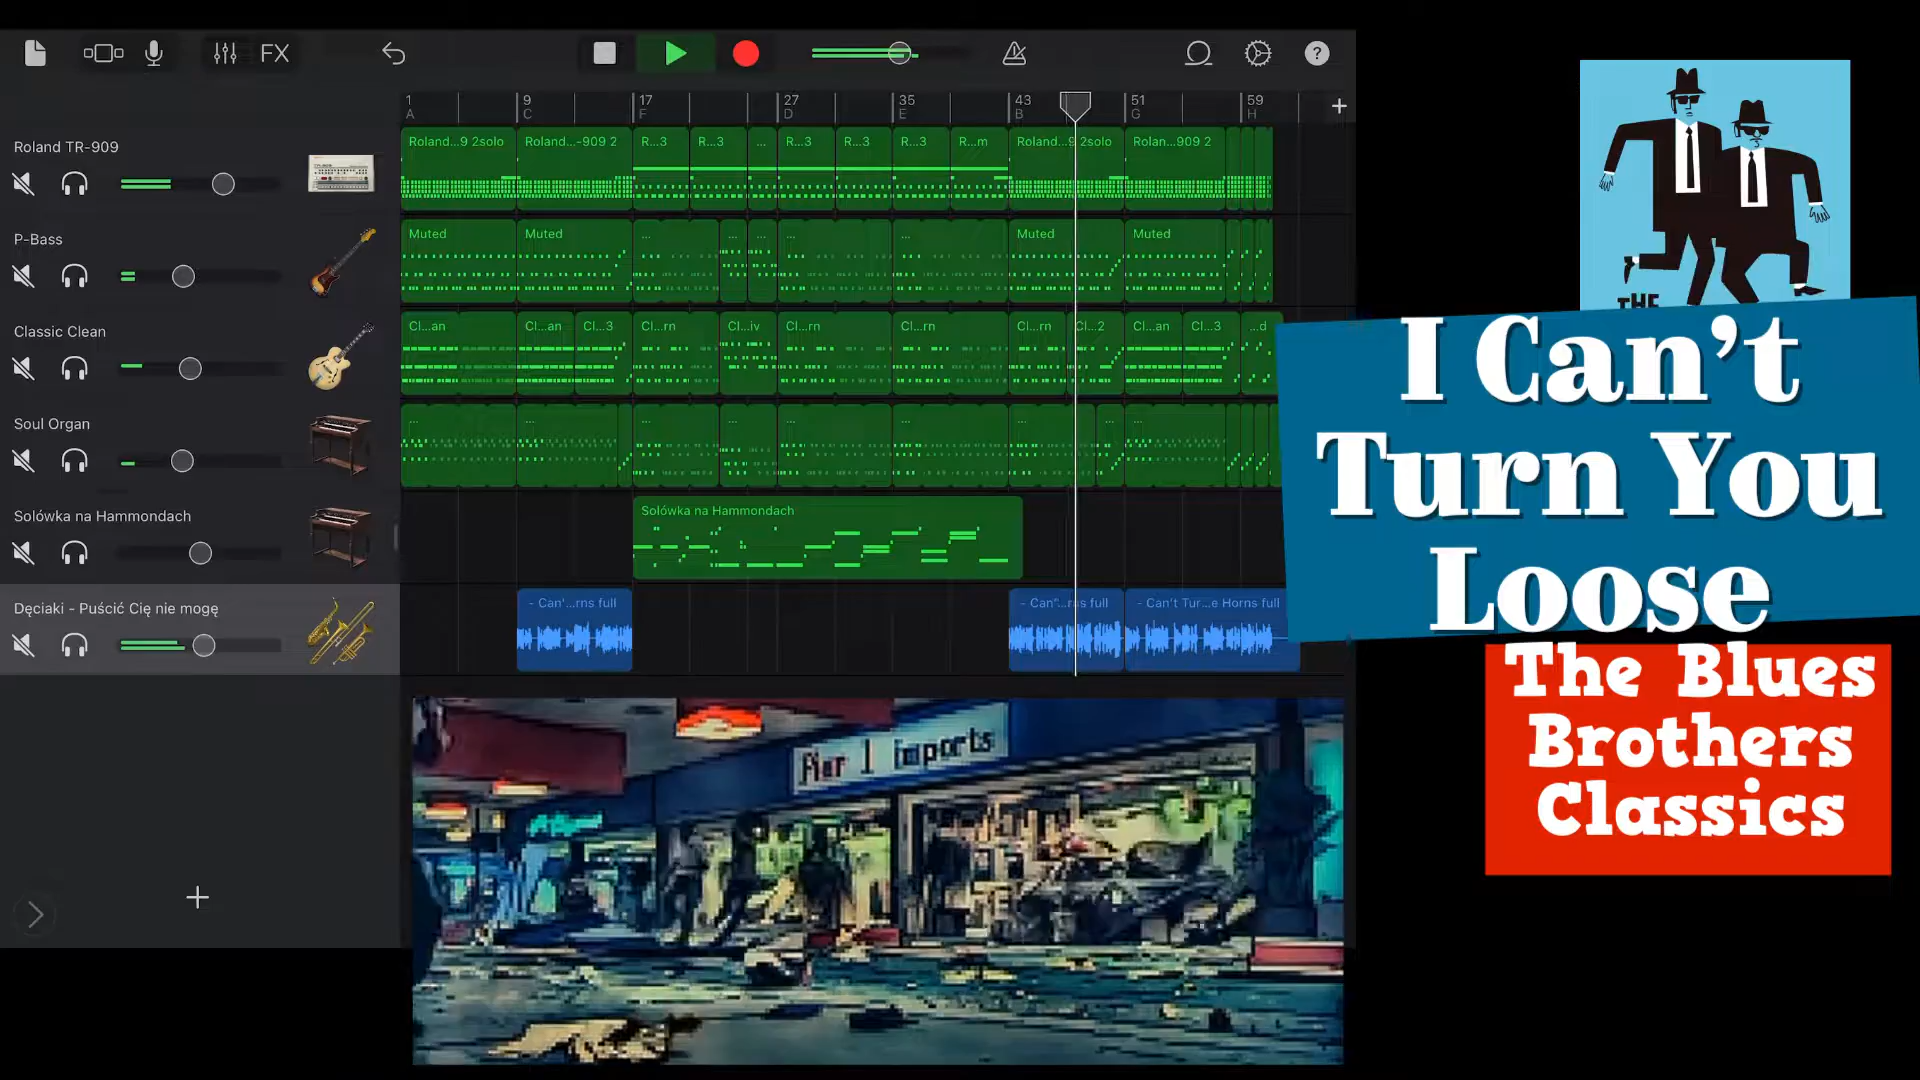 FX
?
1 9 17 27 35 43 51 59
A C F D E B G H
Roland TR-909
Roland...9 2solo Roland...-909 2 R...3 R...3 ... R...3 R...3 R...3 R...m Roland...9 2solo Rolan...909 2
P-Bass
Muted Muted ... ... ... ... ... Muted Muted
Classic Clean
Cl...an Cl...an Cl...3 Cl...rn Cl...iv Cl...rn Cl...rn Cl...rn Cl...2 Cl...an Cl...3 ...d
Soul Organ
... ... ... ... ... ... ... ... ...
Solówka na Hammondach
Solówka na Hammondach
Dęciaki - Puścić Cię nie mogę
- Can'...rns full - Can'...rns full - Can't Tur...e Horns full
Pier 1 imports
THE
I Can't
Turn You
Loose
The Blues
Brothers
Classics